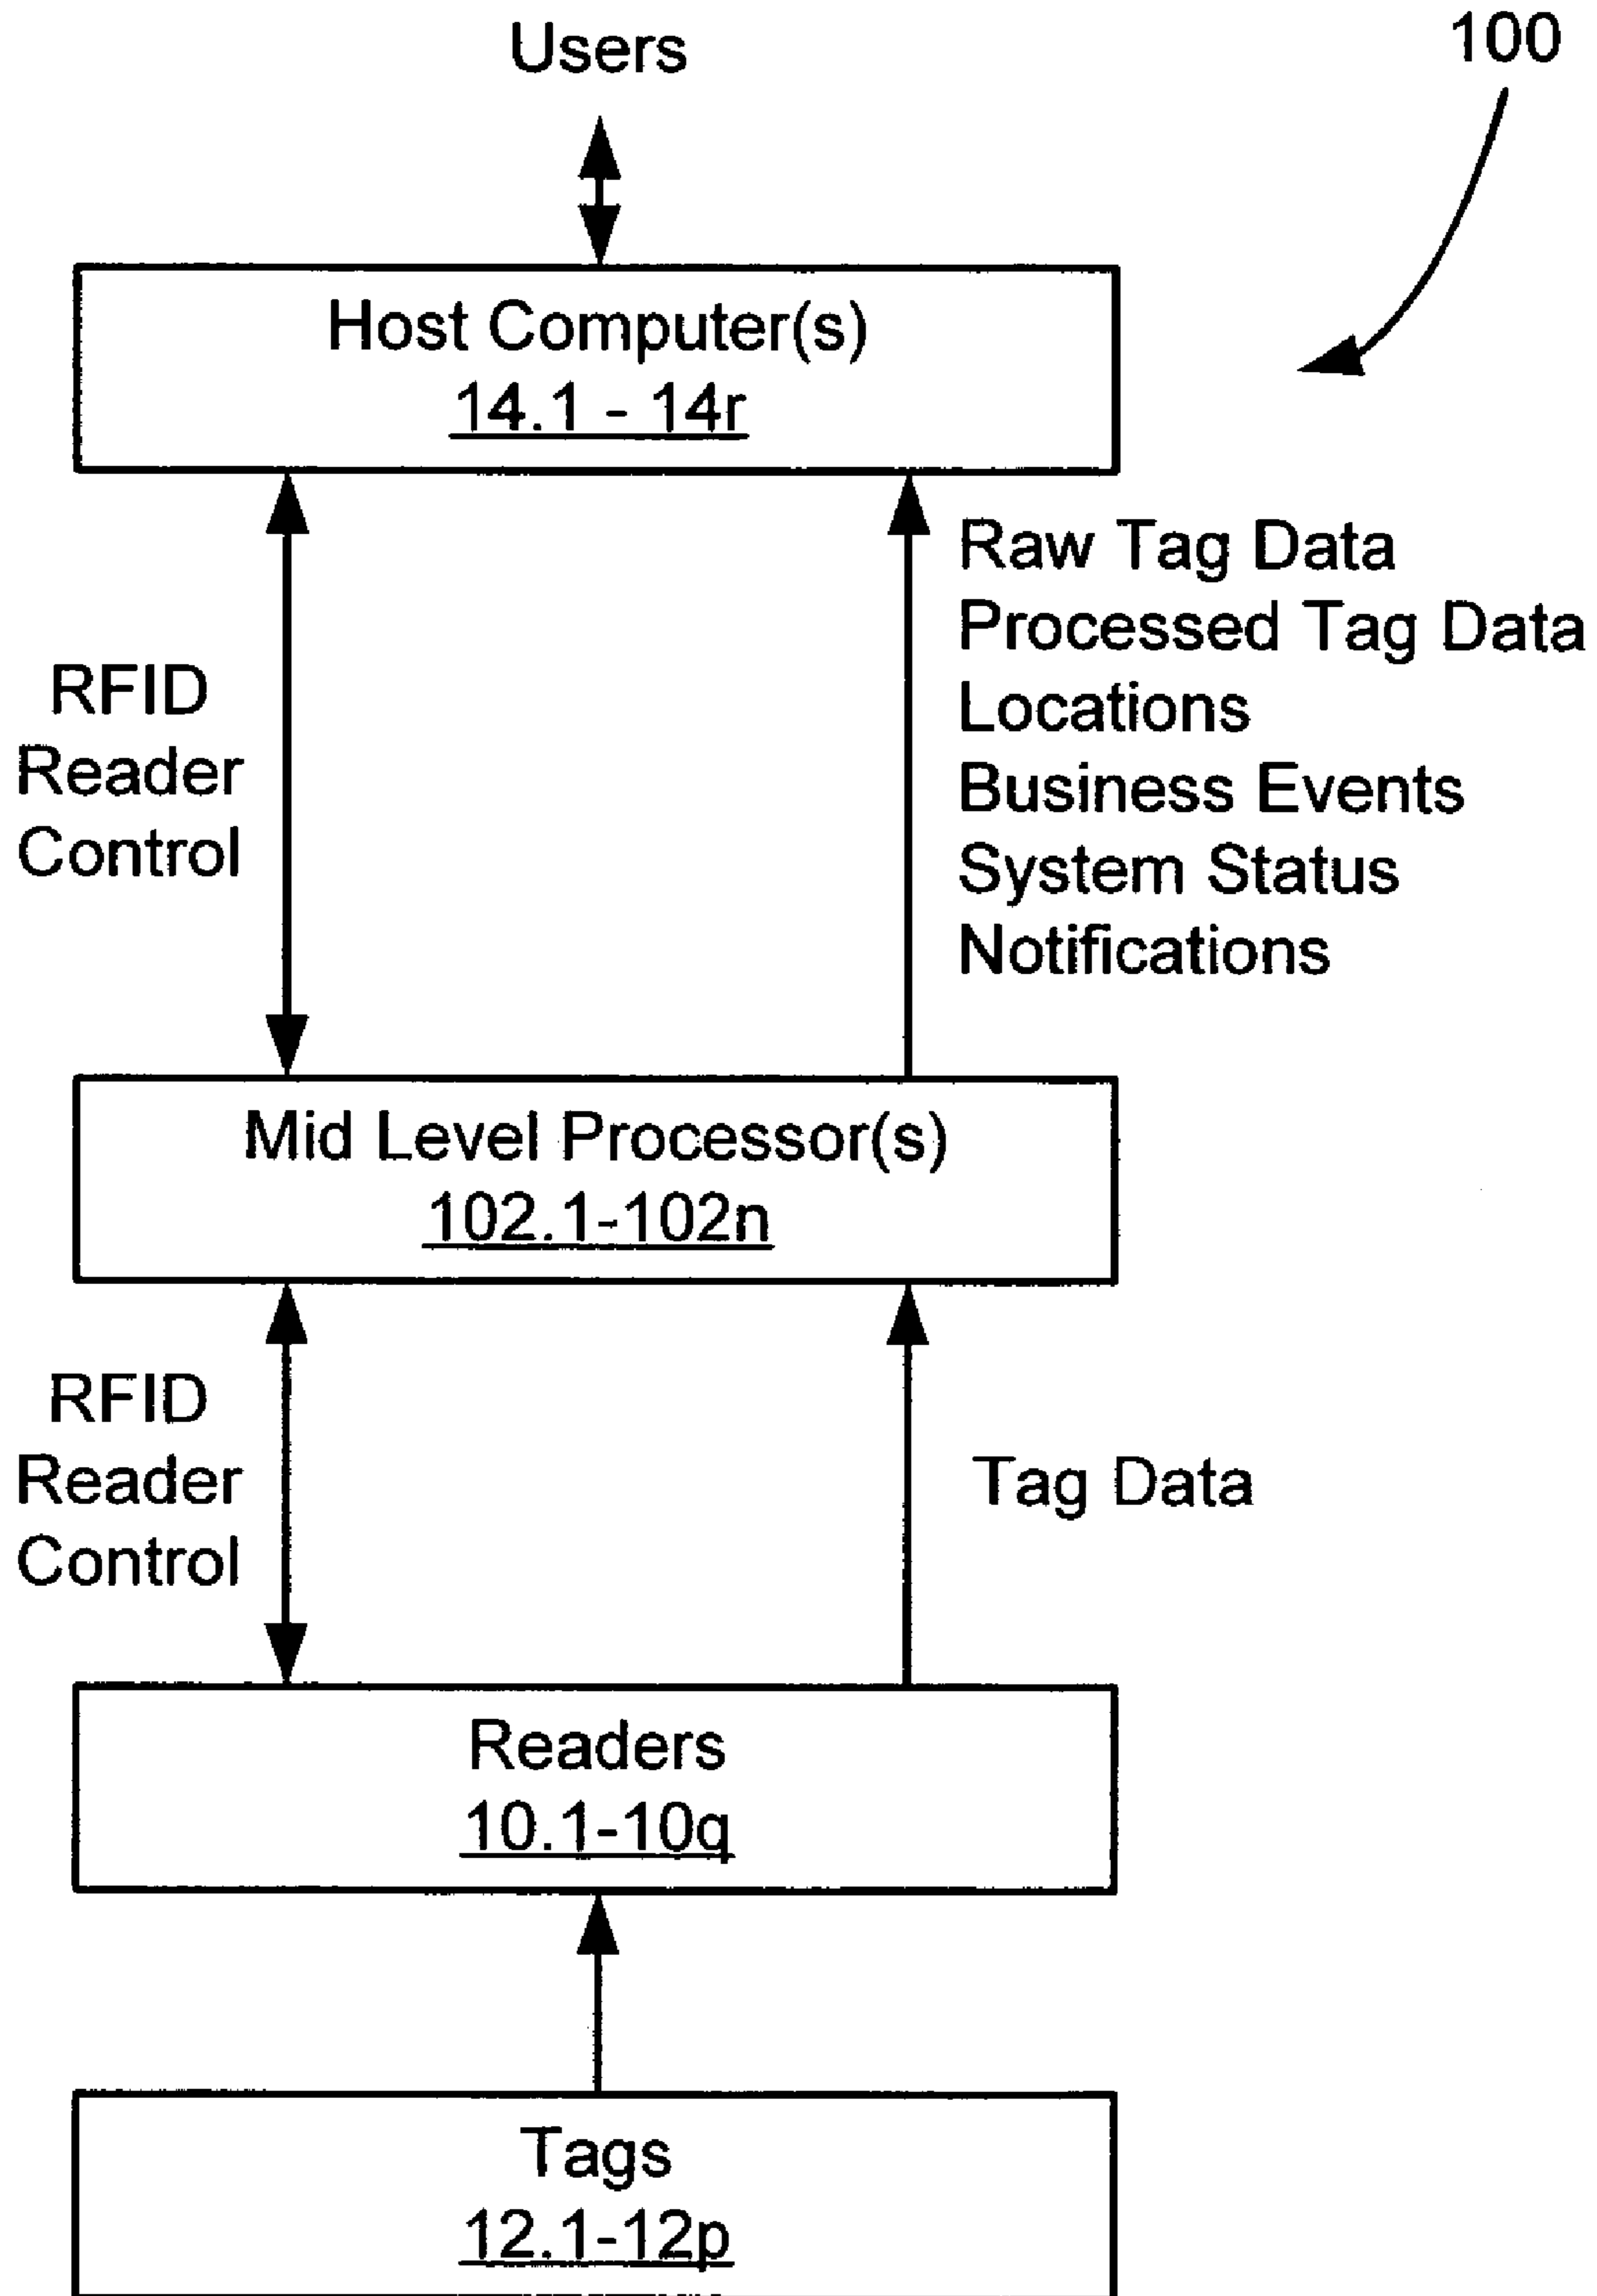 Users
100
Host Computer(s)
14.1 - 14r
RFID
Reader
Control
Raw Tag Data
Processed Tag Data
Locations
Business Events
System Status
Notifications
Mid Level Processor(s)
102.1-102n
RFID
Reader
Control
Tag Data
Readers
10.1-10q
Tags
12.1-12p